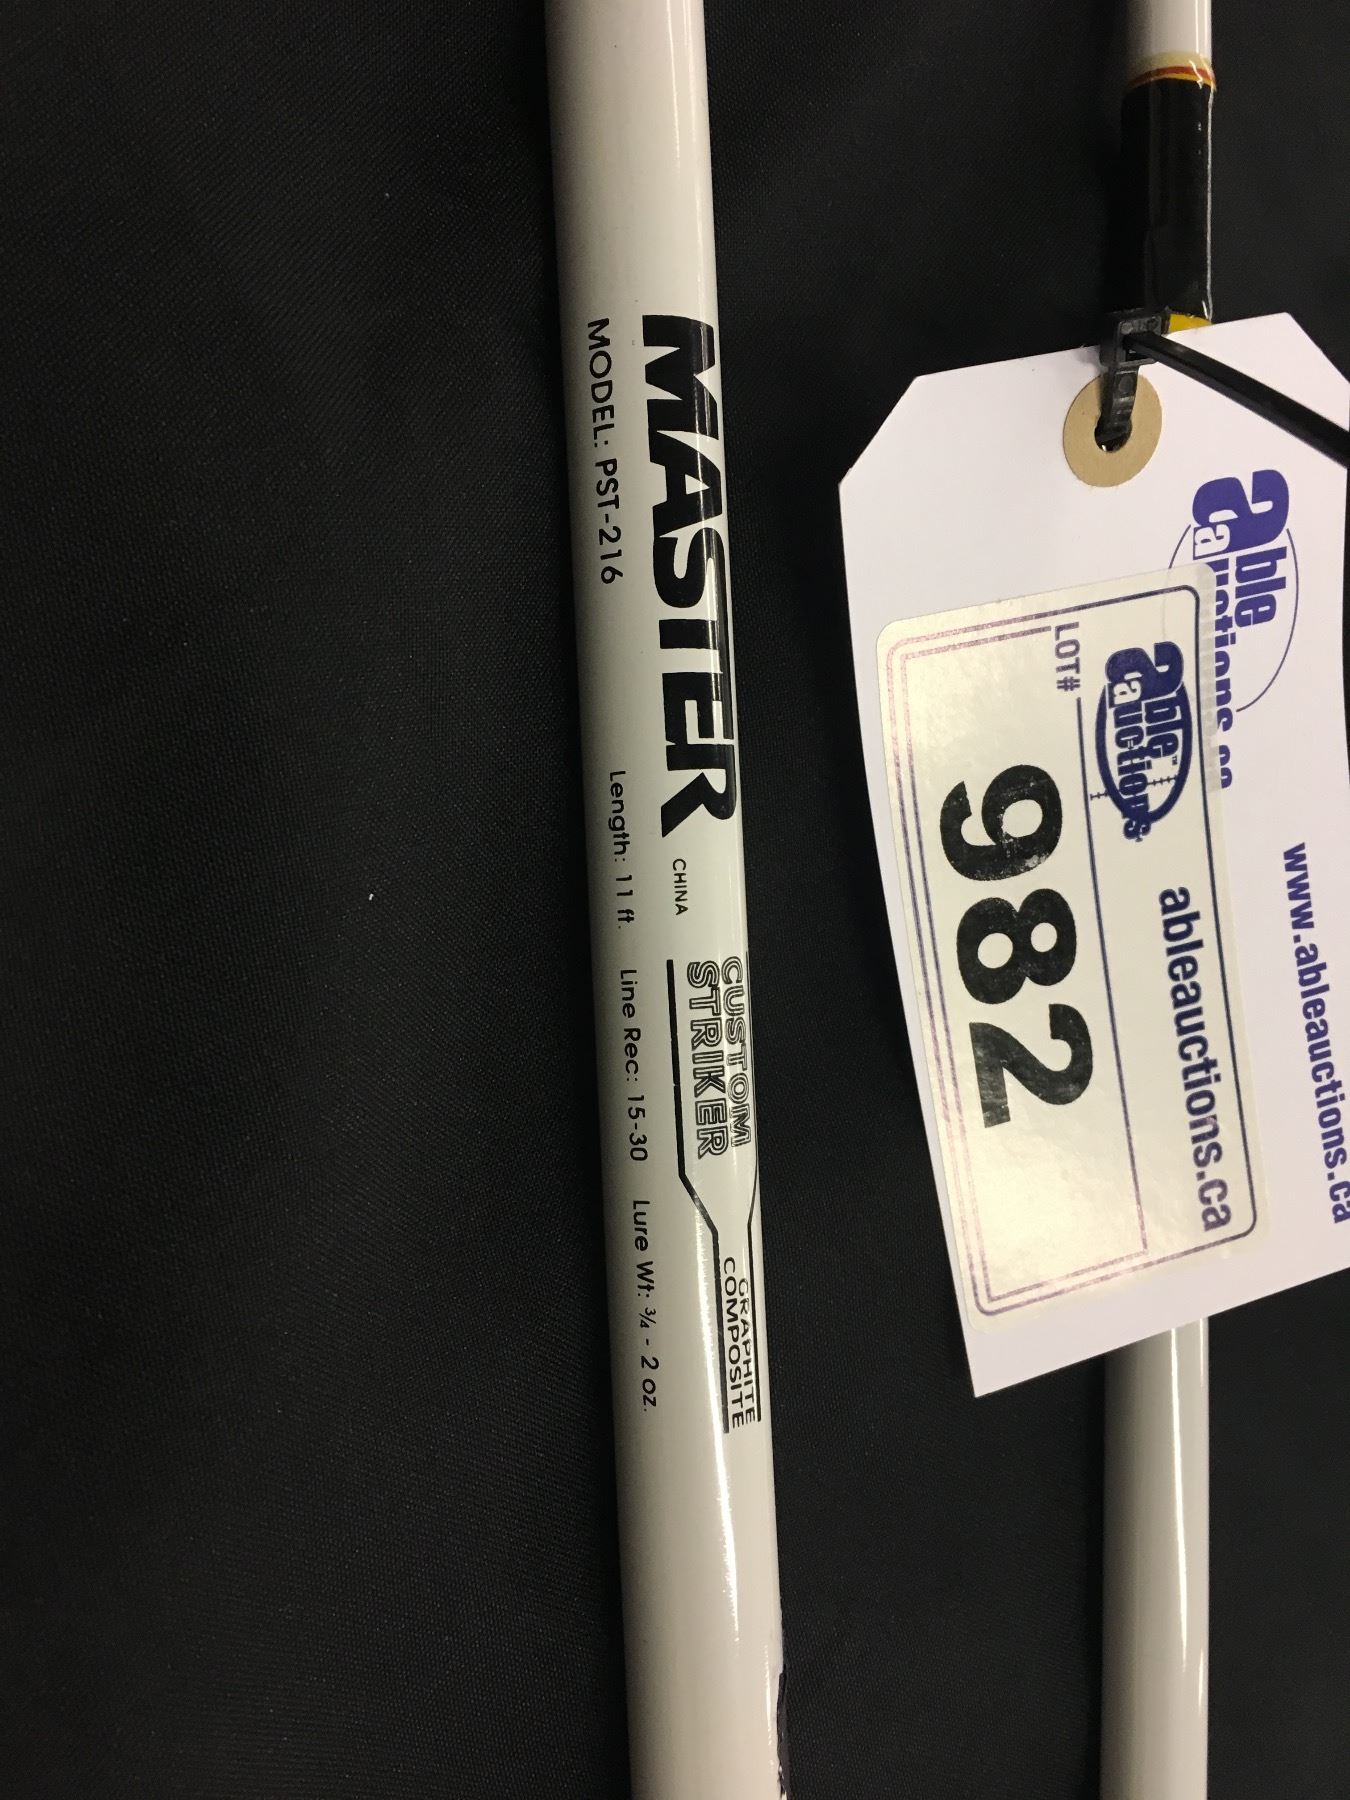 MASTER
CHINA
CUSTOM
STRIKER
GRAPHITE
COMPOSITE
MODEL: PST-216
Length: 11 ft.
Line Rec: 15-30
Lure Wt: ¾ - 2 oz.
able
auctions.ca
www.ableauctions.ca
able
auctions
ableauctions.ca
LOT#
982